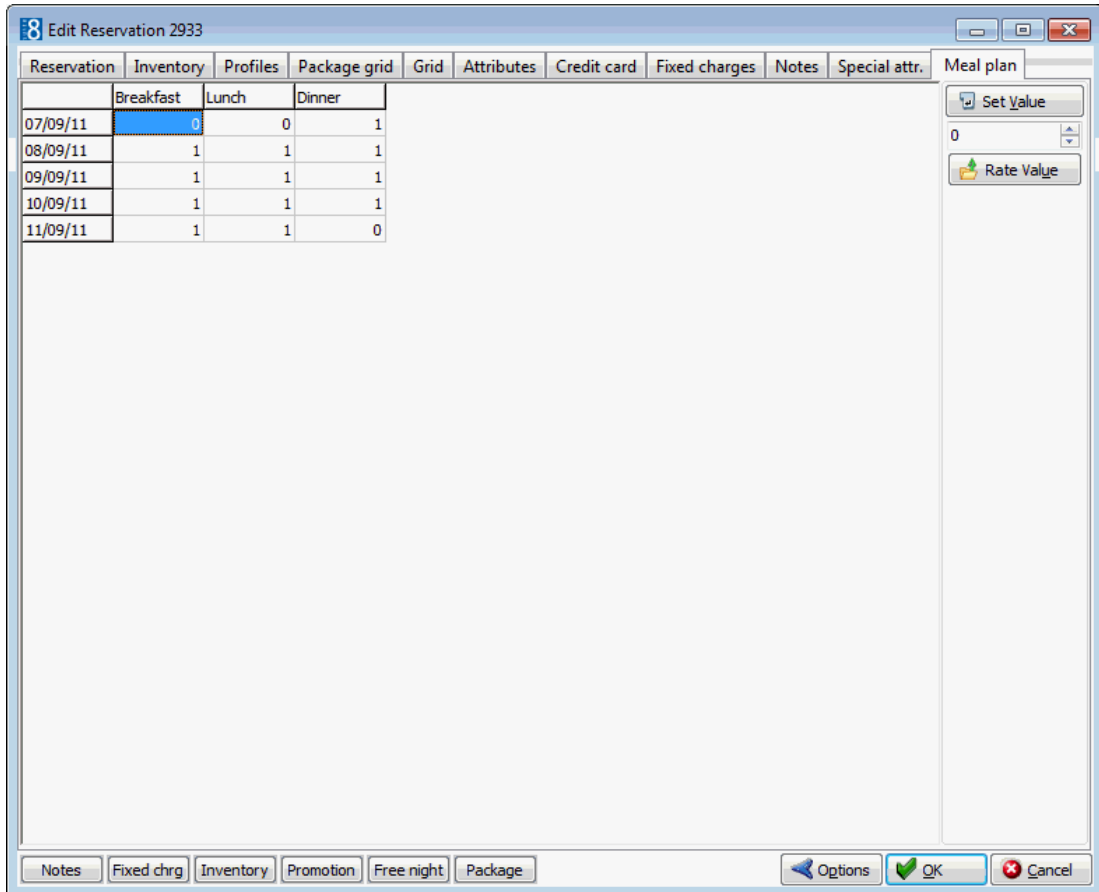 8 Edit Reservation 2933
Reservation Inventory Profiles Package grid Grid Attributes Credit card Fixed charges Notes Special attr. Meal plan
Breakfast Lunch Dinner
07/09/11 0 0 1
08/09/11 1 1 1
09/09/11 1 1 1
10/09/11 1 1 1
11/09/11 1 1 0
Set Value
0
Rate Value
Notes Fixed chrg Inventory Promotion Free night Package Options OK Cancel